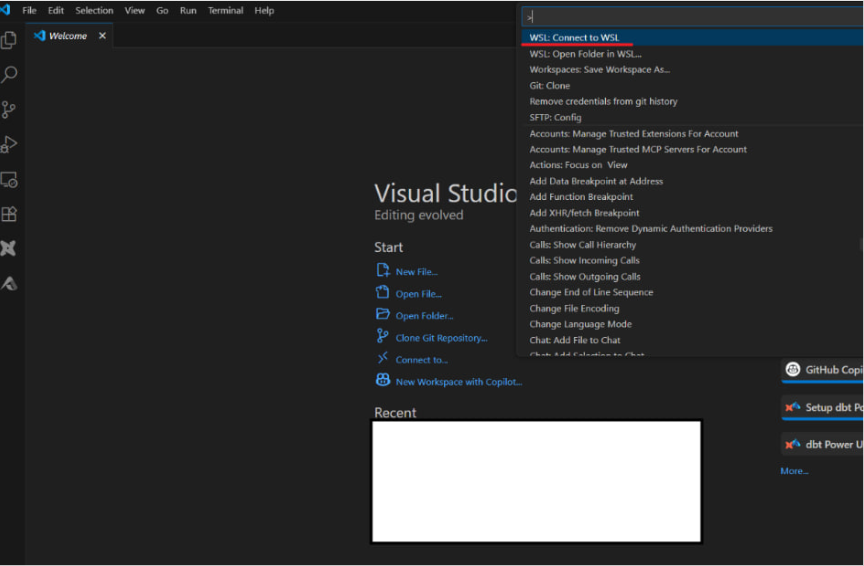 File Edit Selection View Go Run Terminal Help
>
Welcome
WSL: Connect to WSL
WSL: Open Folder in WSL...
Workspaces: Save Workspace As...
Git: Clone
Remove credentials from git history
SFTP: Config
Accounts: Manage Trusted Extensions For Account
Accounts: Manage Trusted MCP Servers For Account
Actions: Focus on View
Add Data Breakpoint at Address
Add Function Breakpoint
Add XHR/fetch Breakpoint
Authentication: Remove Dynamic Authentication Providers
Calls: Show Call Hierarchy
Calls: Show Incoming Calls
Calls: Show Outgoing Calls
Change End of Line Sequence
Change File Encoding
Change Language Mode
Chat: Add File to Chat
Chat: Add Selection to Chat
Visual Studio
Editing evolved
Start
New File...
Open File...
Open Folder...
Clone Git Repository...
Connect to...
New Workspace with Copilot...
Recent
GitHub Copi
Setup dbt Po
dbt Power U
More...